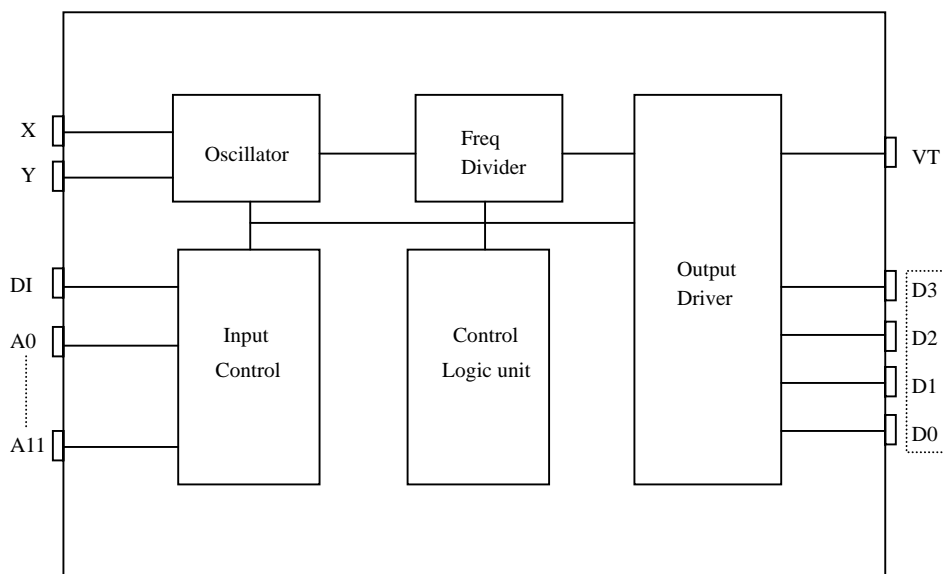 X
Y
DI
A0
A11
Oscillator
Freq
Divider
Input
Control
Control
Logic unit
Output
Driver
VT
D3
D2
D1
D0